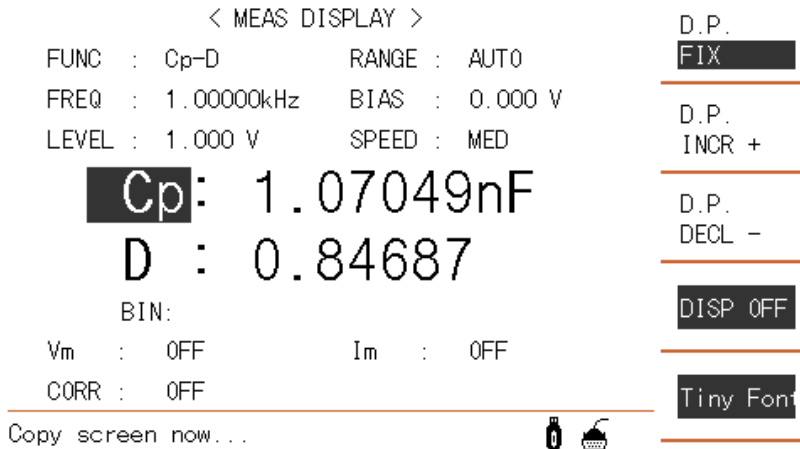 < MEAS DISPLAY >
FUNC : Cp-D RANGE : AUTO
FREQ : 1.00000kHz BIAS : 0.000 V
LEVEL : 1.000 V SPEED : MED
Cp: 1.07049nF
D : 0.84687
BIN:
Vm : OFF Im : OFF
CORR : OFF
Copy screen now...
D.P.
FIX
D.P.
INCR +
D.P.
DECL -
DISP OFF
Tiny Font